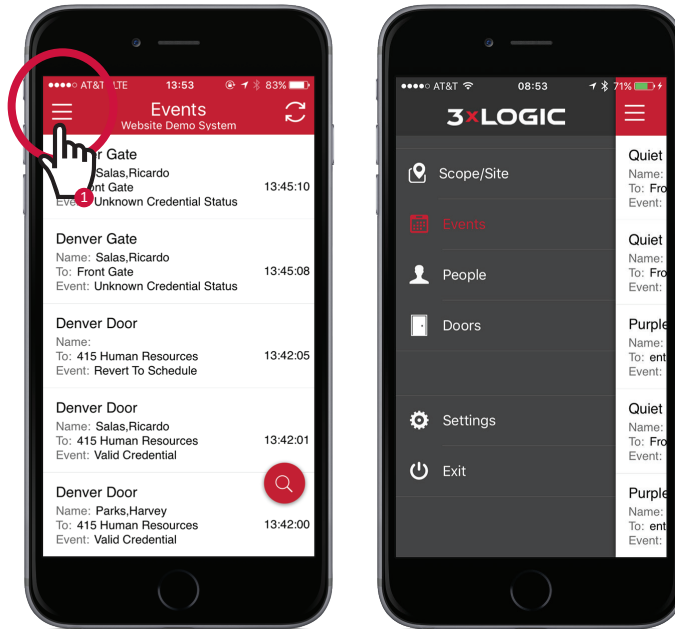 AT&T LTE 13:53 83%
Events
Website Demo System
r Gate
Salas,Ricardo
ont Gate 13:45:10
Eve Unknown Credential Status
1
Denver Gate
Name: Salas,Ricardo
To: Front Gate 13:45:08
Event: Unknown Credential Status
Denver Door
Name:
To: 415 Human Resources 13:42:05
Event: Revert To Schedule
Denver Door
Name: Salas,Ricardo
To: 415 Human Resources 13:42:01
Event: Valid Credential
Denver Door
Name: Parks,Harvey
To: 415 Human Resources 13:42:00
Event: Valid Credential
AT&T 08:53 71%
3xLOGIC
Scope/Site
Events
People
Doors
Settings
Exit
Quiet
Name:
To: Fro
Event:
Quiet
Name:
To: Fro
Event:
Purple
Name:
To: ent
Event:
Quiet
Name:
To: Fro
Event:
Purple
Name:
To: ent
Event: